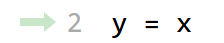 2 y = x